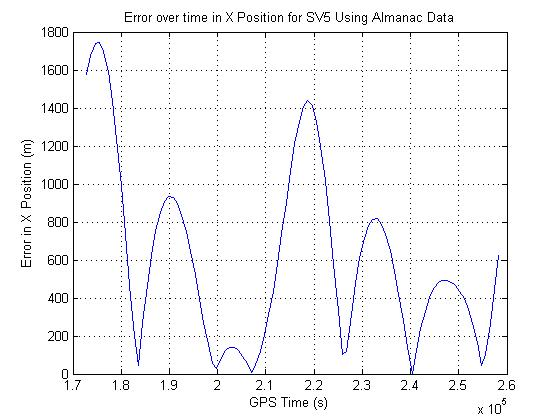 Error over time in X Position for SV5 Using Almanac Data
Error in X Position (m)
1800
1600
1400
1200
1000
800
600
400
200
0
1.7 1.8 1.9 2 2.1 2.2 2.3 2.4 2.5 2.6
GPS Time (s)
x 10^5